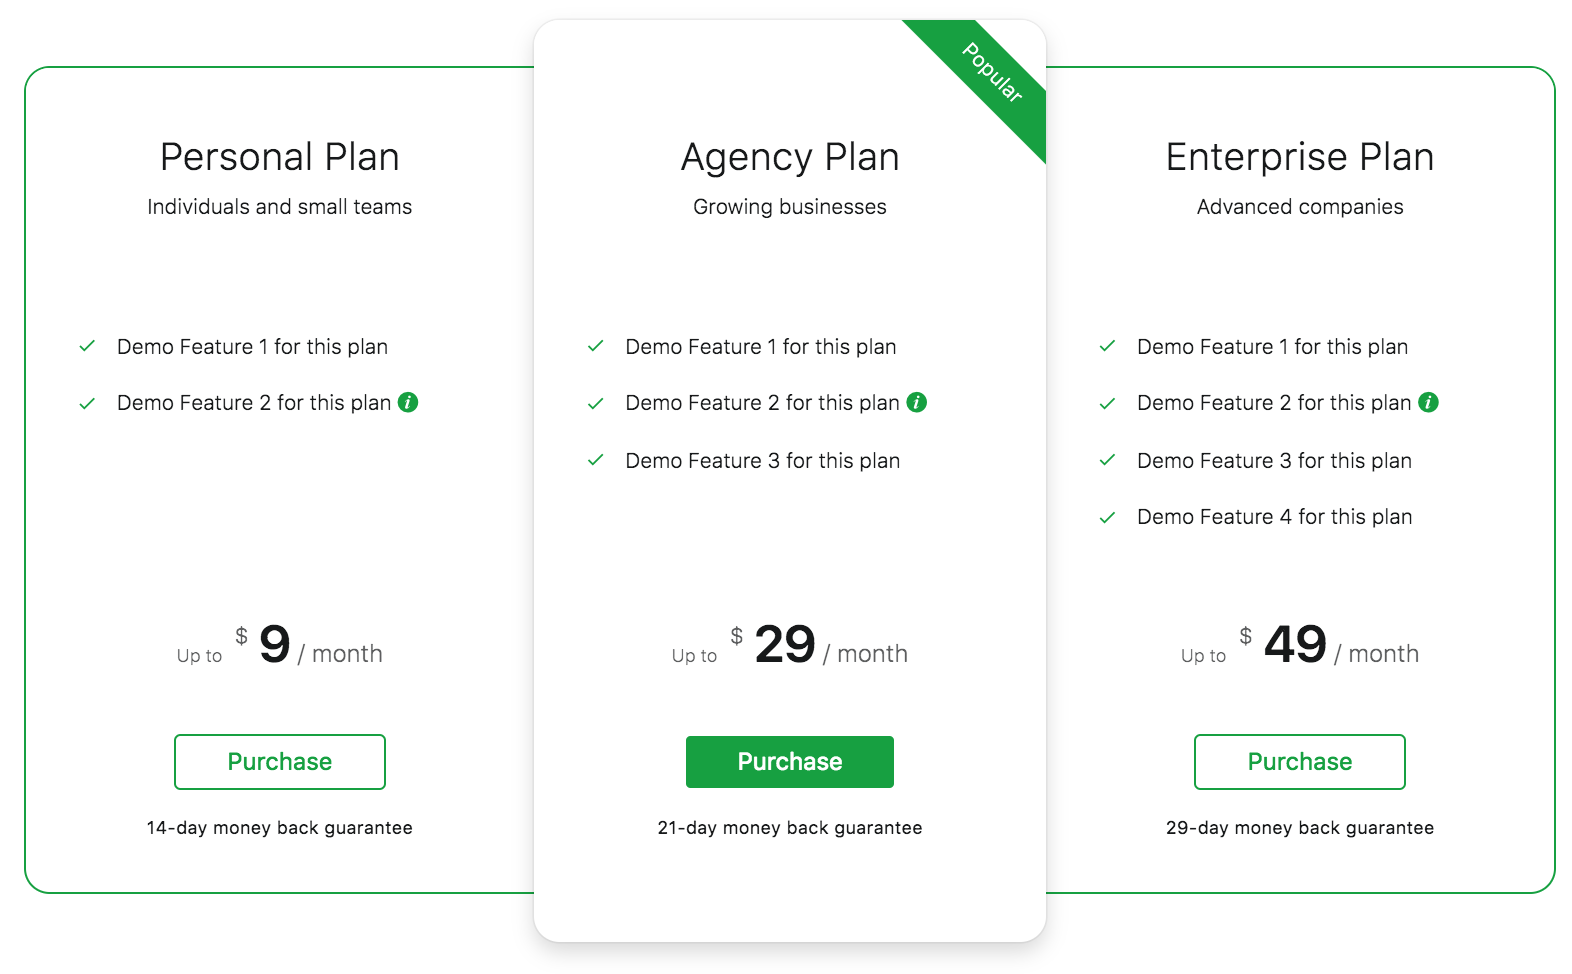 Personal Plan
Individuals and small teams
Demo Feature 1 for this plan
Demo Feature 2 for this plan i
Up to $ 9 / month
Purchase
14-day money back guarantee
Popular
Agency Plan
Growing businesses
Demo Feature 1 for this plan
Demo Feature 2 for this plan i
Demo Feature 3 for this plan
Up to $ 29 / month
Purchase
21-day money back guarantee
Enterprise Plan
Advanced companies
Demo Feature 1 for this plan
Demo Feature 2 for this plan i
Demo Feature 3 for this plan
Demo Feature 4 for this plan
Up to $ 49 / month
Purchase
29-day money back guarantee